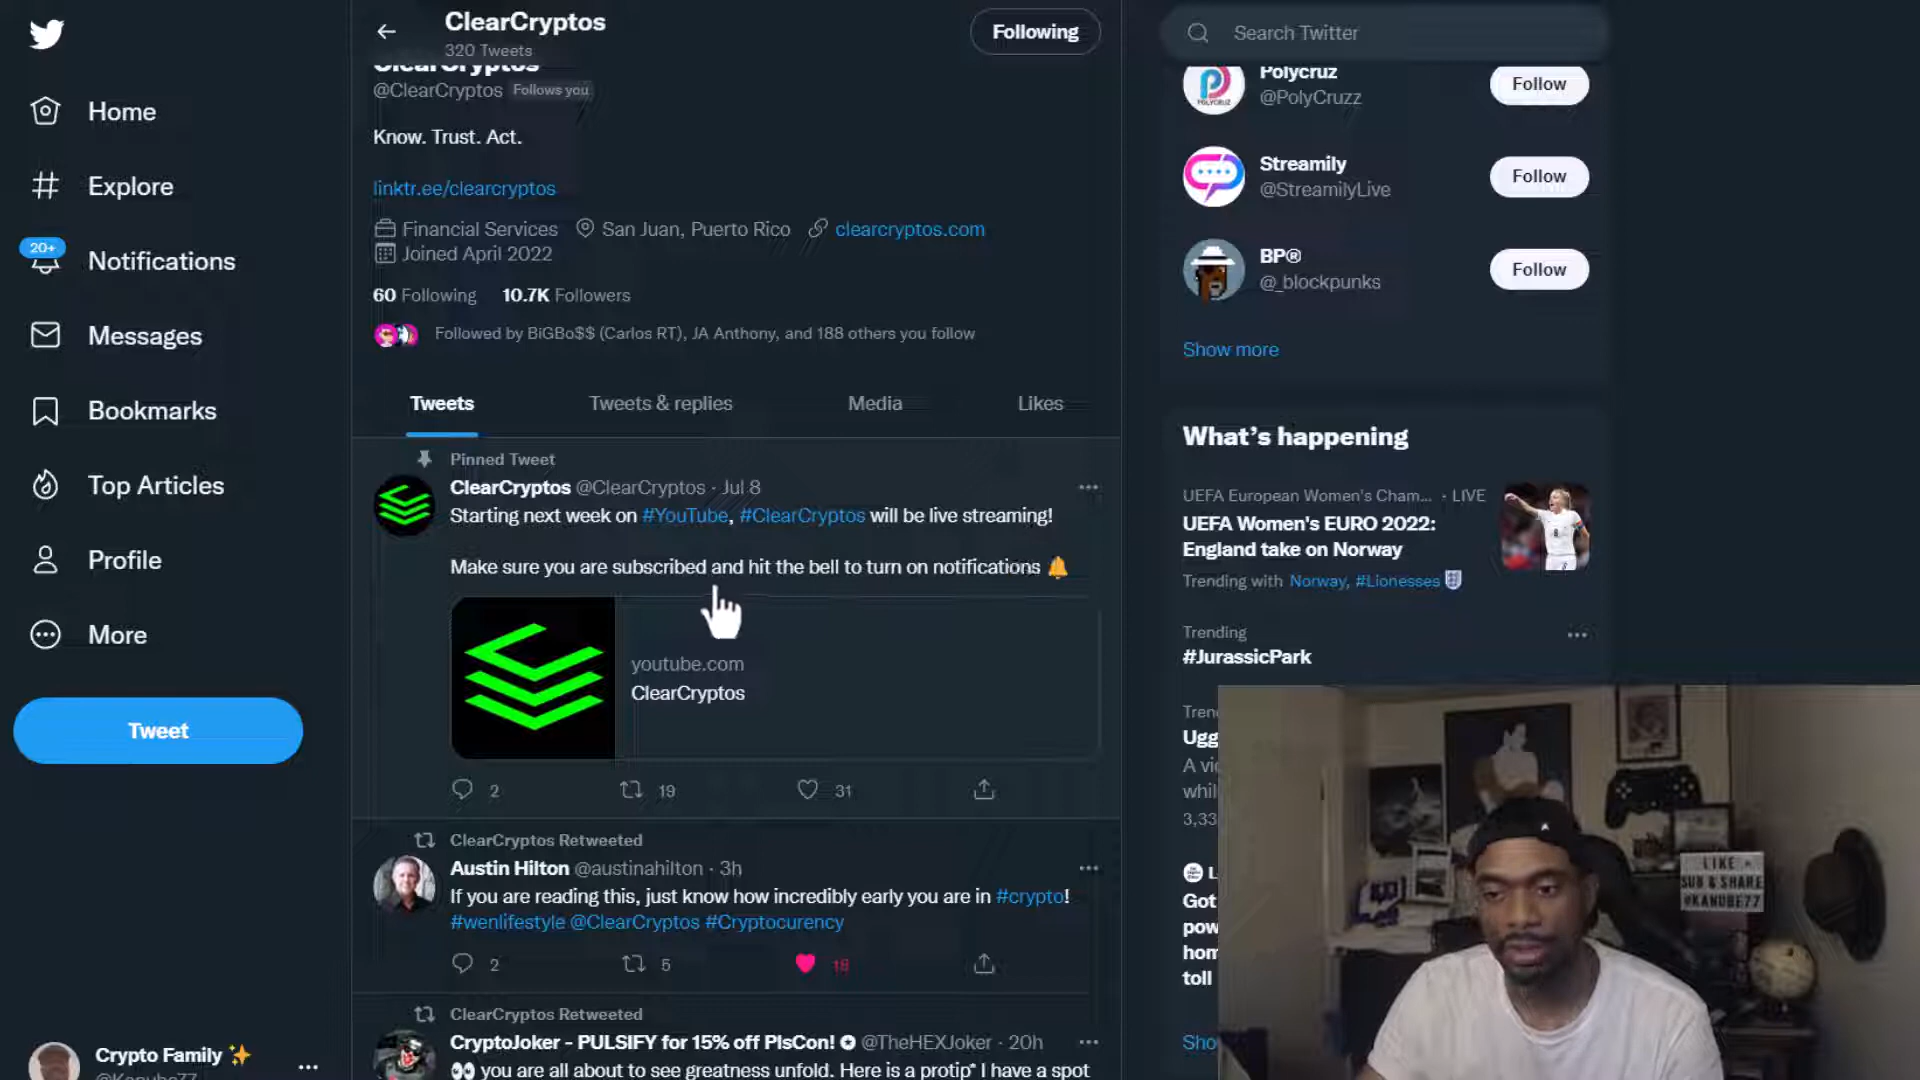 ClearCryptos
320 Tweets
Following
ClearCryptos
@ClearCryptos Follows you
Know. Trust. Act.
linktr.ee/clearcryptos
Financial Services San Juan, Puerto Rico clearcryptos.com
Joined April 2022
60 Following 10.7K Followers
Followed by BiGBo$$ (Carlos RT), JA Anthony, and 188 others you follow
Tweets Tweets & replies Media Likes
Pinned Tweet
ClearCryptos @ClearCryptos · Jul 8
Starting next week on #YouTube, #ClearCryptos will be live streaming!
Make sure you are subscribed and hit the bell to turn on notifications 🔔
youtube.com
ClearCryptos
2 19 31
ClearCryptos Retweeted
Austin Hilton @austinahilton · 3h
If you are reading this, just know how incredibly early you are in #crypto!
#wenlifestyle @ClearCryptos #Cryptocurency
2 5 18
ClearCryptos Retweeted
CryptoJoker - PULSIFY for 15% off PlsCon! @TheHEXJoker · 20h
👀 you are all about to see greatness unfold. Here is a protip* I have a spot
Home
Explore
20+
Notifications
Messages
Bookmarks
Top Articles
Profile
More
Tweet
Crypto Family ✨
@Kanube77
Search Twitter
Polycruz
@PolyCruzz
Follow
POLYCRUZ
Streamily
@StreamilyLive
Follow
BP®
@_blockpunks
Follow
Show more
What's happening
UEFA European Women's Cham... · LIVE
UEFA Women's EURO 2022:
England take on Norway
Trending with Norway, #Lionesses
Trending
#JurassicPark
Tren
Ugg
A vi
whil
3,33
L
Got
pow
hom
toll
Sho
LIKE
SUB & SHARE
@KANUBE77